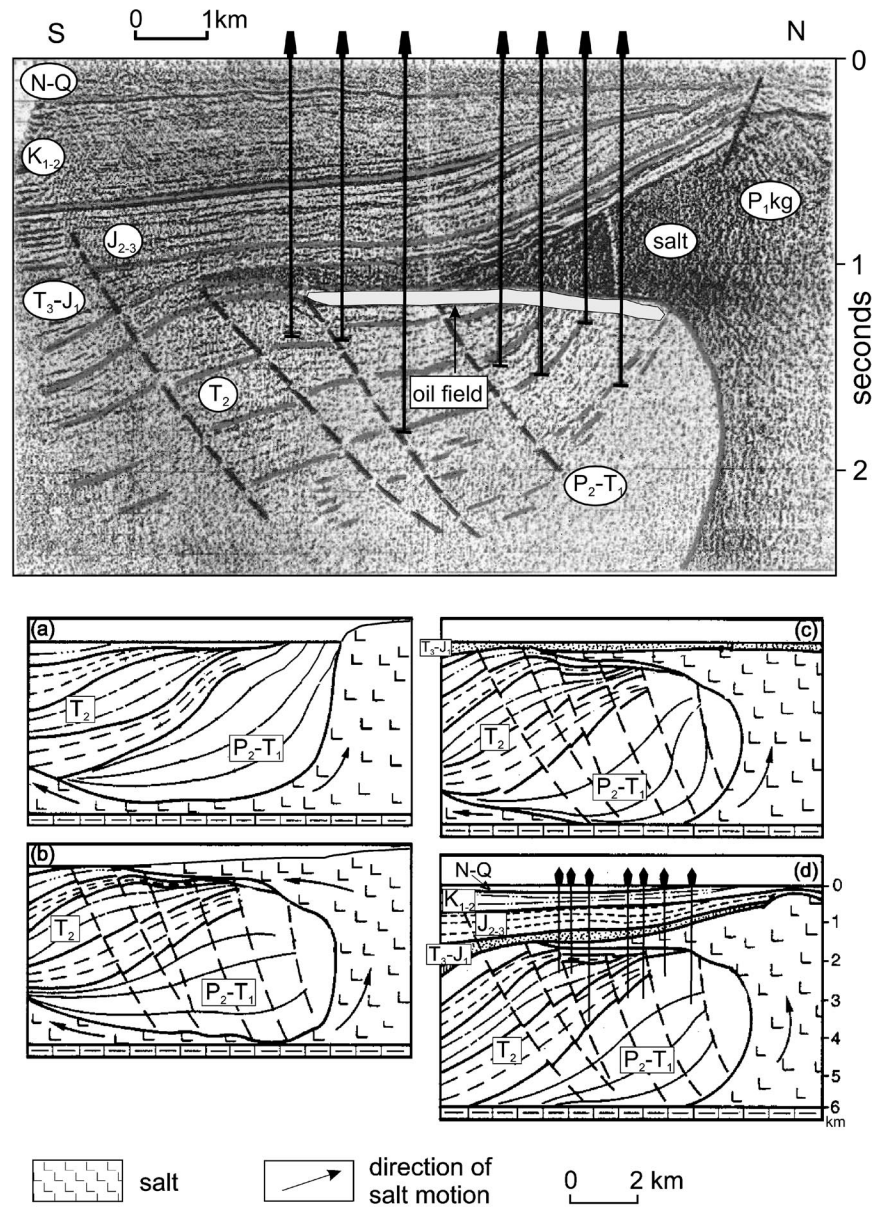 S 0 1km N
0
N-Q
K1-2
P1kg
J2-3
salt
1
T3-J1
seconds
oil field
T2
2
P2-T1
(a)
T2
P2-T1
(b)
T2
P2-T1
(c)
T3-J1
T2
P2-T1
(d)
N-Q
0
K1-2
1
J2-3
T3-J1
2
3
4
T2
P2-T1
5
6
km
salt
direction of
salt motion
0 2 km